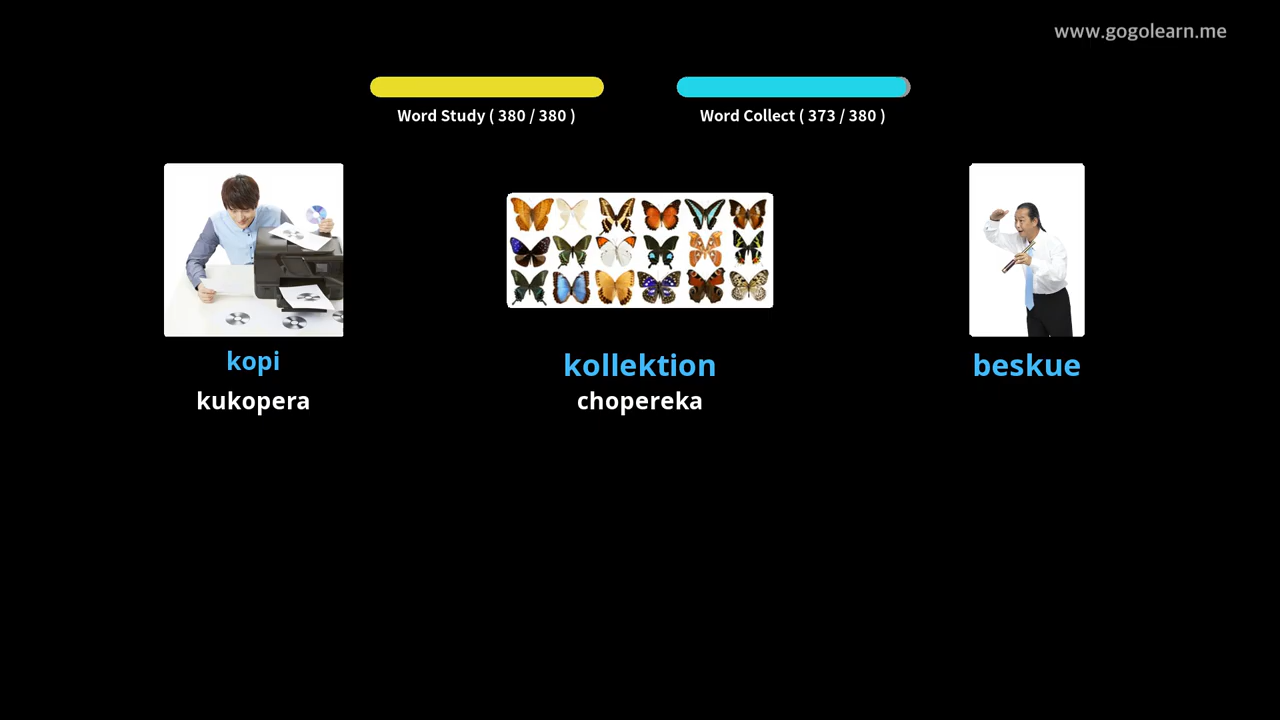 www.gogolearn.me
Word Study ( 380 / 380 )
Word Collect ( 373 / 380 )
kopi
kukopera
kollektion
chopereka
beskue